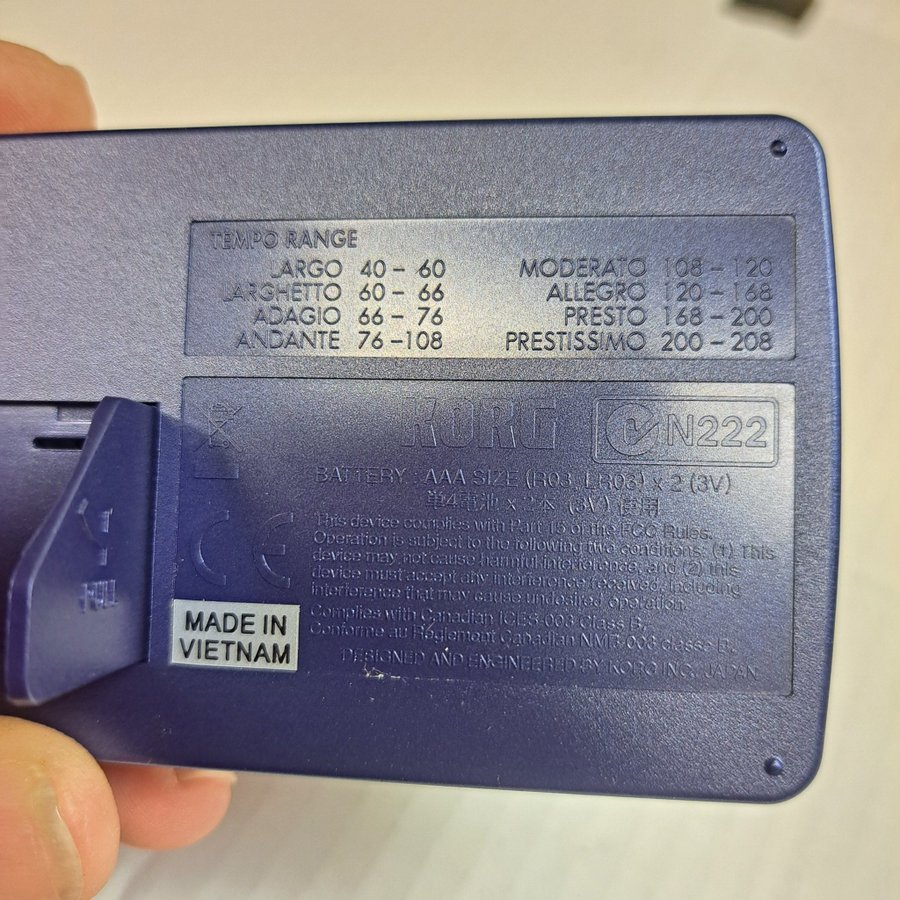 TEMPO RANGE
LARGO 40 – 60 MODERATO 108 – 120
LARGHETTO 60 – 66 ALLEGRO 120 – 168
ADAGIO 66 – 76 PRESTO 168 – 200
ANDANTE 76 –108 PRESTISSIMO 200 – 208
KORG N222
BATTERY : AAA SIZE (R03, LR03) x 2 (3V)
単4電池 x 2本 (3V) 使用
This device complies with Part 15 of the FCC Rules.
Operation is subject to the following two conditions: (1) This
device may not cause harmful interference, and (2) this
device must accept any interference received, including
interference that may cause undesired operation.
Complies with Canadian ICES-003 Class B.
Conforme au Réglement Canadian NMB-003 classe B.
DESIGNED AND ENGINEERED BY KORG INC., JAPAN
CE
MADE IN
VIETNAM